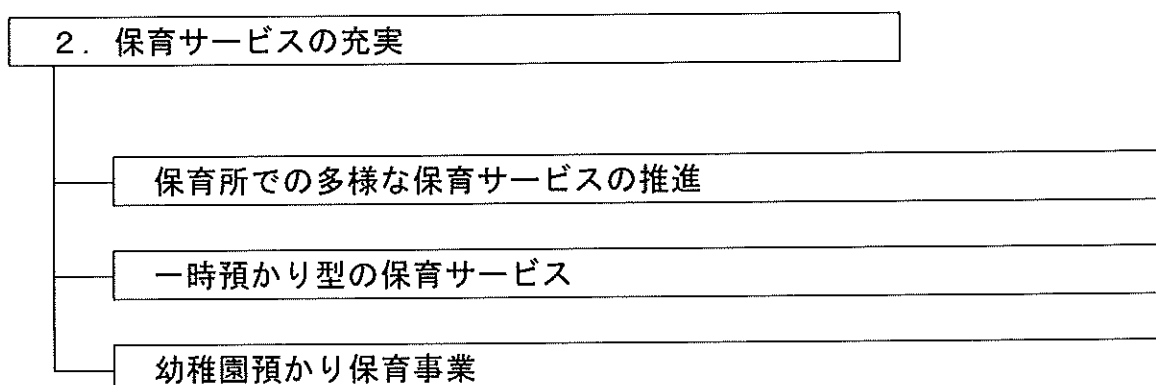 ２．保育サービスの充実
保育所での多様な保育サービスの推進
一時預かり型の保育サービス
幼稚園預かり保育事業